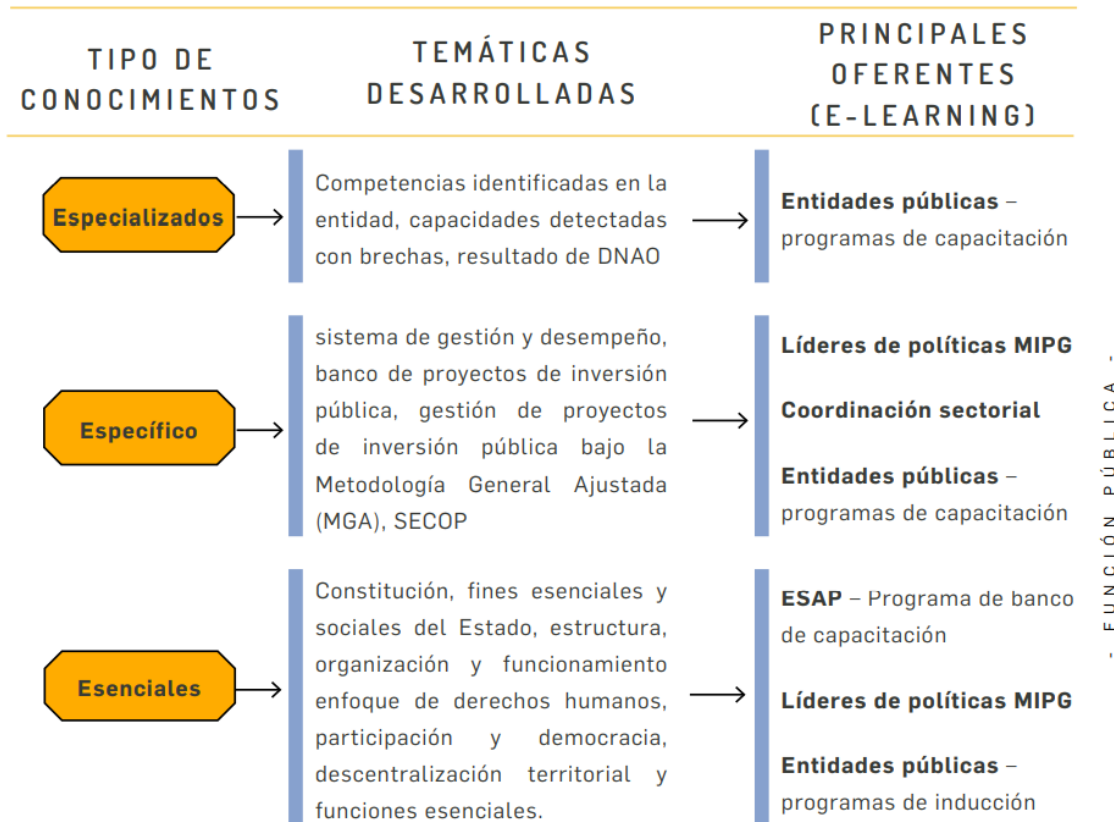 TIPO DE
CONOCIMIENTOS
TEMÁTICAS
DESARROLLADAS
PRINCIPALES
OFERENTES
(E-LEARNING)
Especializados
Competencias identificadas en la
entidad, capacidades detectadas
con brechas, resultado de DNAO
Entidades públicas –
programas de capacitación
Específico
sistema de gestión y desempeño,
banco de proyectos de inversión
pública, gestión de proyectos
de inversión pública bajo la
Metodología General Ajustada
(MGA), SECOP
Líderes de políticas MIPG
Coordinación sectorial
Entidades públicas –
programas de capacitación
Esenciales
Constitución, fines esenciales y
sociales del Estado, estructura,
organización y funcionamiento
enfoque de derechos humanos,
participación y democracia,
descentralización territorial y
funciones esenciales.
ESAP – Programa de banco
de capacitación
Líderes de políticas MIPG
Entidades públicas –
programas de inducción
- FUNCIÓN PÚBLICA -